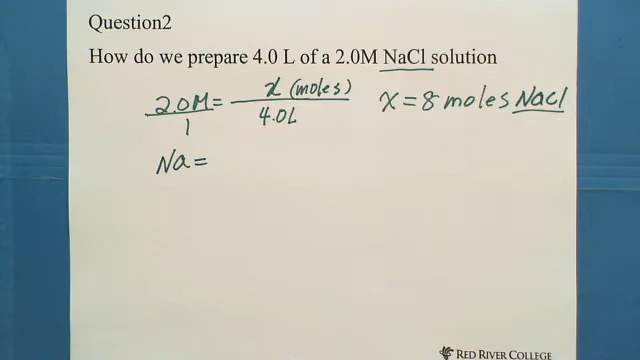 Question2
How do we prepare 4.0 L of a 2.0M NaCl solution
2.0M/1 = x (moles)/4.0L x = 8 moles NaCl
Na =
RED RIVER COLLEGE